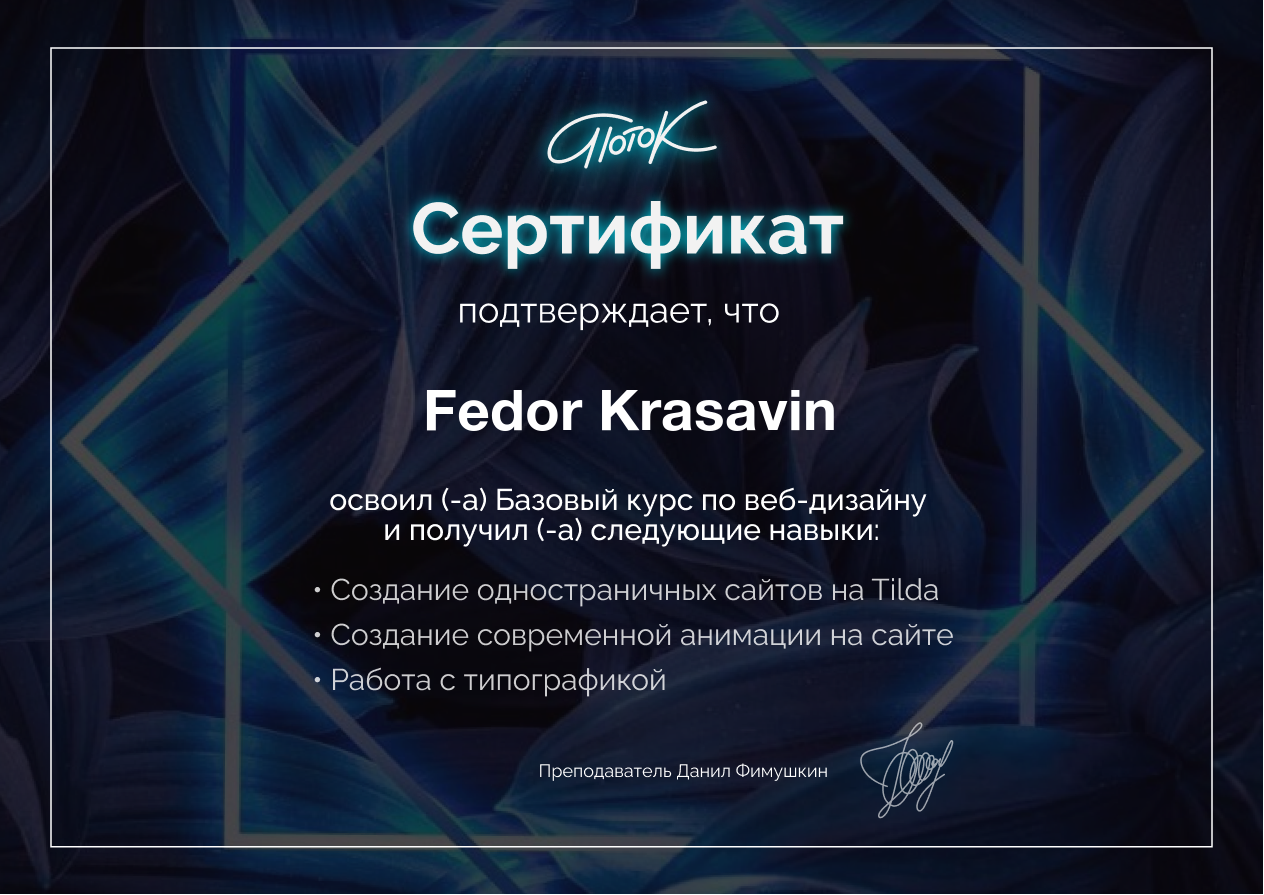 Поток
Сертификат
подтверждает, что
Fedor Krasavin
освоил (-а) Базовый курс по веб-дизайну
и получил (-а) следующие навыки:
• Создание одностраничных сайтов на Tilda
• Создание современной анимации на сайте
• Работа с типографикой
Преподаватель Данил Фимушкин